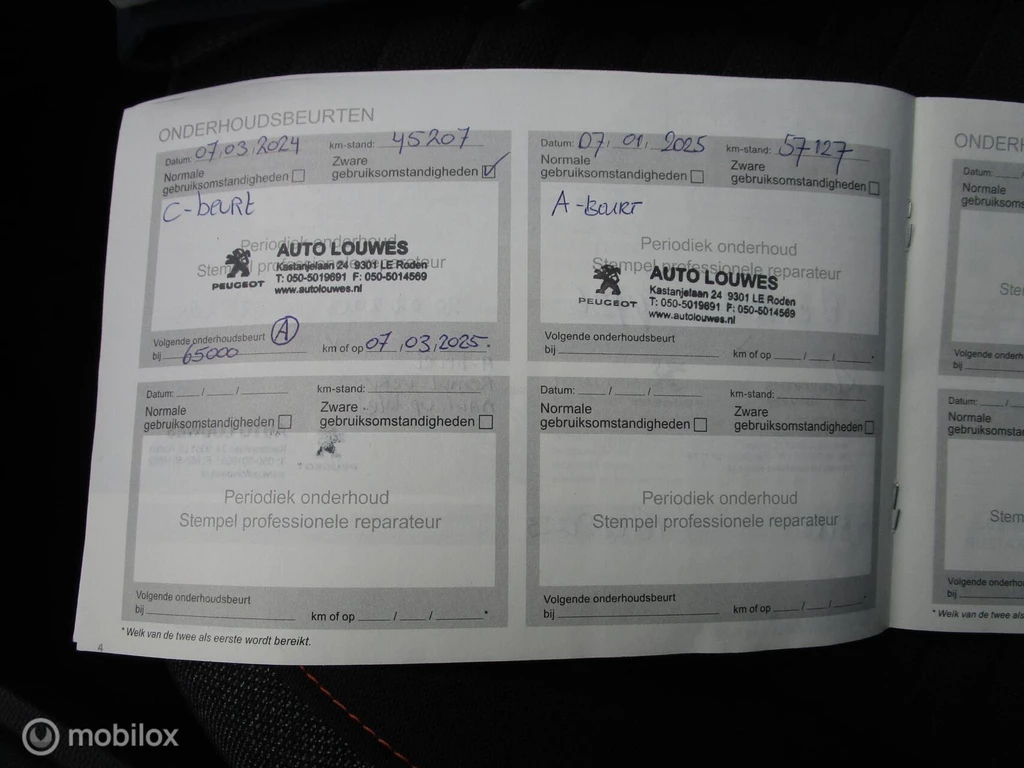 ONDERHOUDSBEURTEN
Datum: 07/03/2024 km-stand: 45207
Normale gebruiksomstandigheden
Zware gebruiksomstandigheden
C-beurt
Periodiek onderhoud
Stempel professionele reparateur
PEUGEOT
AUTO LOUWES
Kastanjelaan 24 9301 LE Roden
T: 050-5019691 F: 050-5014569
www.autolouwes.nl
Volgende onderhoudsbeurt A
bij 65000 km of op 07/03/2025.
Datum: 07/01/2025 km-stand: 57127
Normale gebruiksomstandigheden
Zware gebruiksomstandigheden
A-Beurt
Periodiek onderhoud
Stempel professionele reparateur
PEUGEOT
AUTO LOUWES
Kastanjelaan 24 9301 LE Roden
T: 050-5019691 F: 050-5014569
www.autolouwes.nl
Volgende onderhoudsbeurt
bij km of op / / *
Datum: / / km-stand:
Normale gebruiksomstandigheden
Zware gebruiksomstandigheden
Periodiek onderhoud
Stempel professionele reparateur
Volgende onderhoudsbeurt
bij km of op / / *
Datum: / / km-stand:
Normale gebruiksomstandigheden
Zware gebruiksomstandigheden
Periodiek onderhoud
Stempel professionele reparateur
Volgende onderhoudsbeurt
bij km of op / / *
* Welk van de twee als eerste wordt bereikt.
4
Datum:
Normale
Volgende onderhoudsb
bij
Datum:
Normale
Volgende onderhoudsb
bij
* Welk van de twee als
mobilox